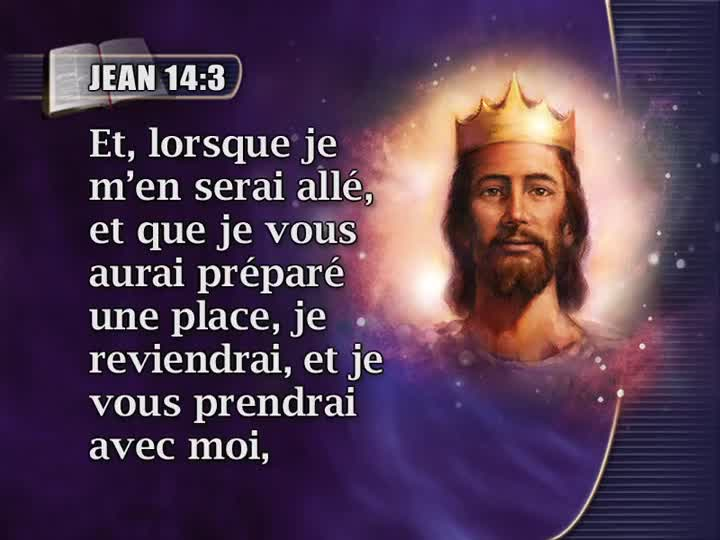 JEAN 14:3
Et, lorsque je
m’en serai allé,
et que je vous
aurai préparé
une place, je
reviendrai, et je
vous prendrai
avec moi,